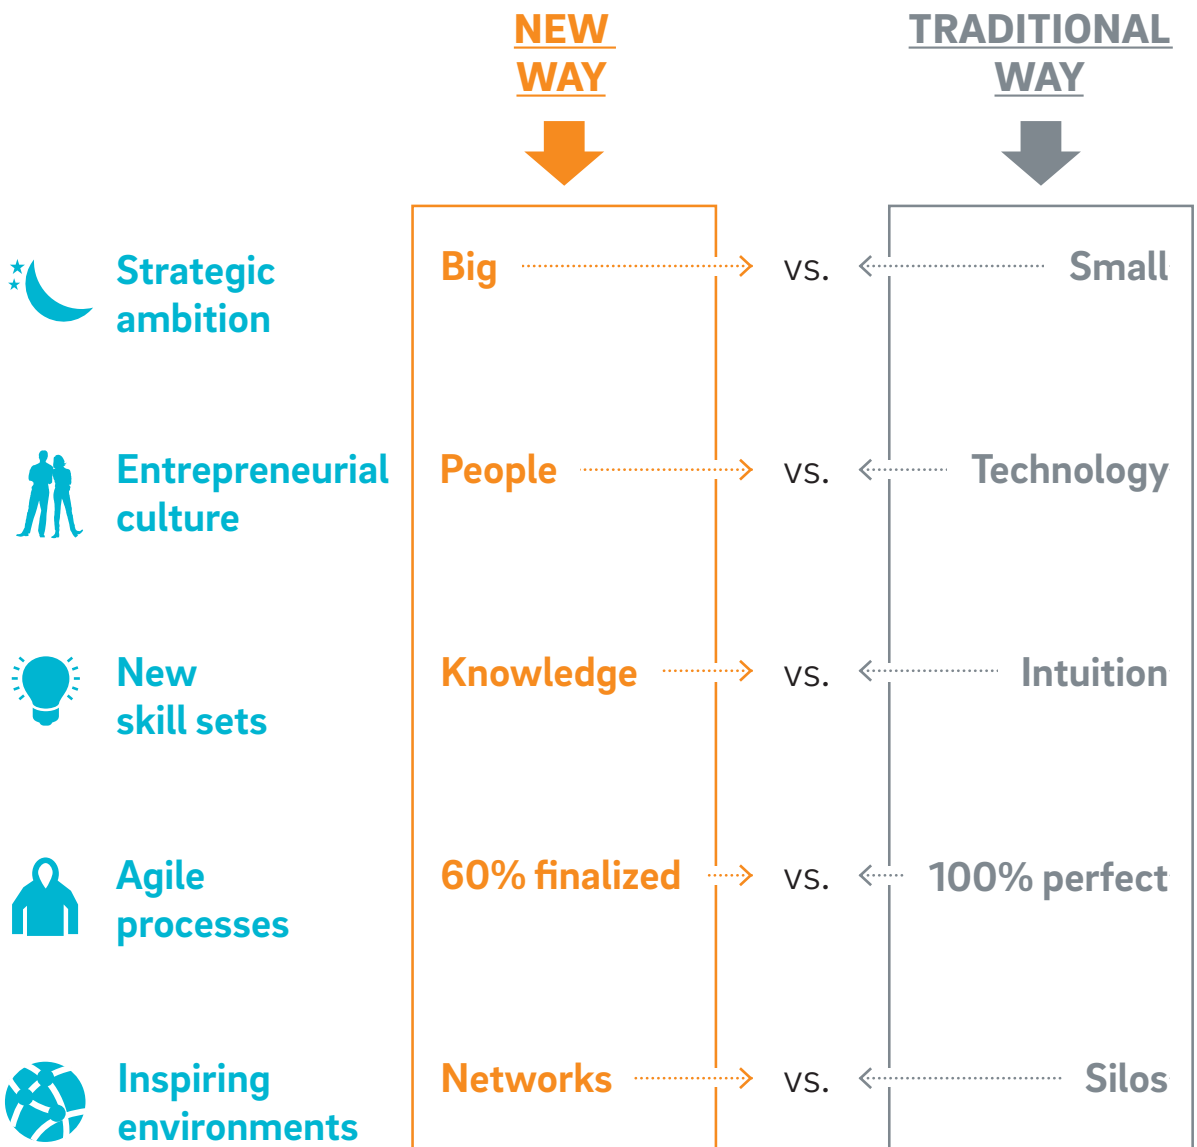 NEW
WAY
TRADITIONAL
WAY
Strategic
ambition
Big
vs.
Small
Entrepreneurial
culture
People
vs.
Technology
New
skill sets
Knowledge
vs.
Intuition
Agile
processes
60% finalized
vs.
100% perfect
Inspiring
environments
Networks
vs.
Silos